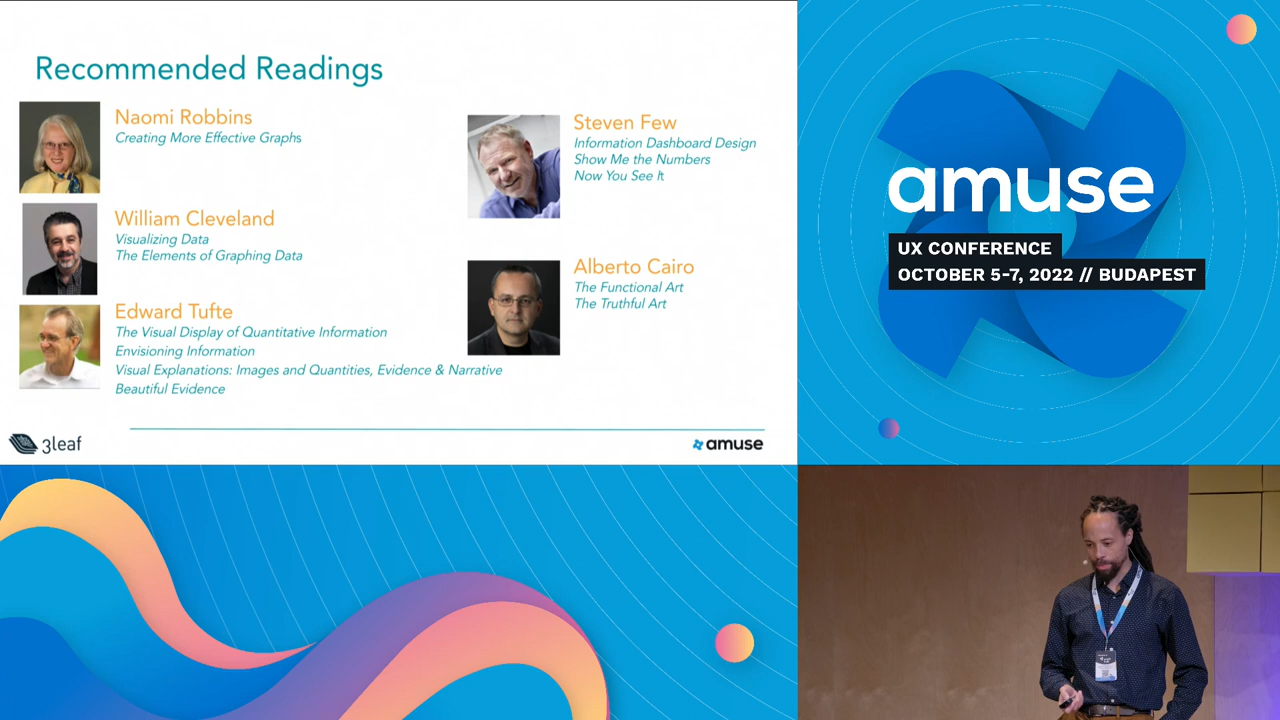 Recommended Readings
Naomi Robbins
Creating More Effective Graphs
William Cleveland
Visualizing Data
The Elements of Graphing Data
Edward Tufte
The Visual Display of Quantitative Information
Envisioning Information
Visual Explanations: Images and Quantities, Evidence & Narrative
Beautiful Evidence
Steven Few
Information Dashboard Design
Show Me the Numbers
Now You See It
Alberto Cairo
The Functional Art
The Truthful Art
3leaf
amuse
amuse
UX CONFERENCE
OCTOBER 5-7, 2022 // BUDAPEST